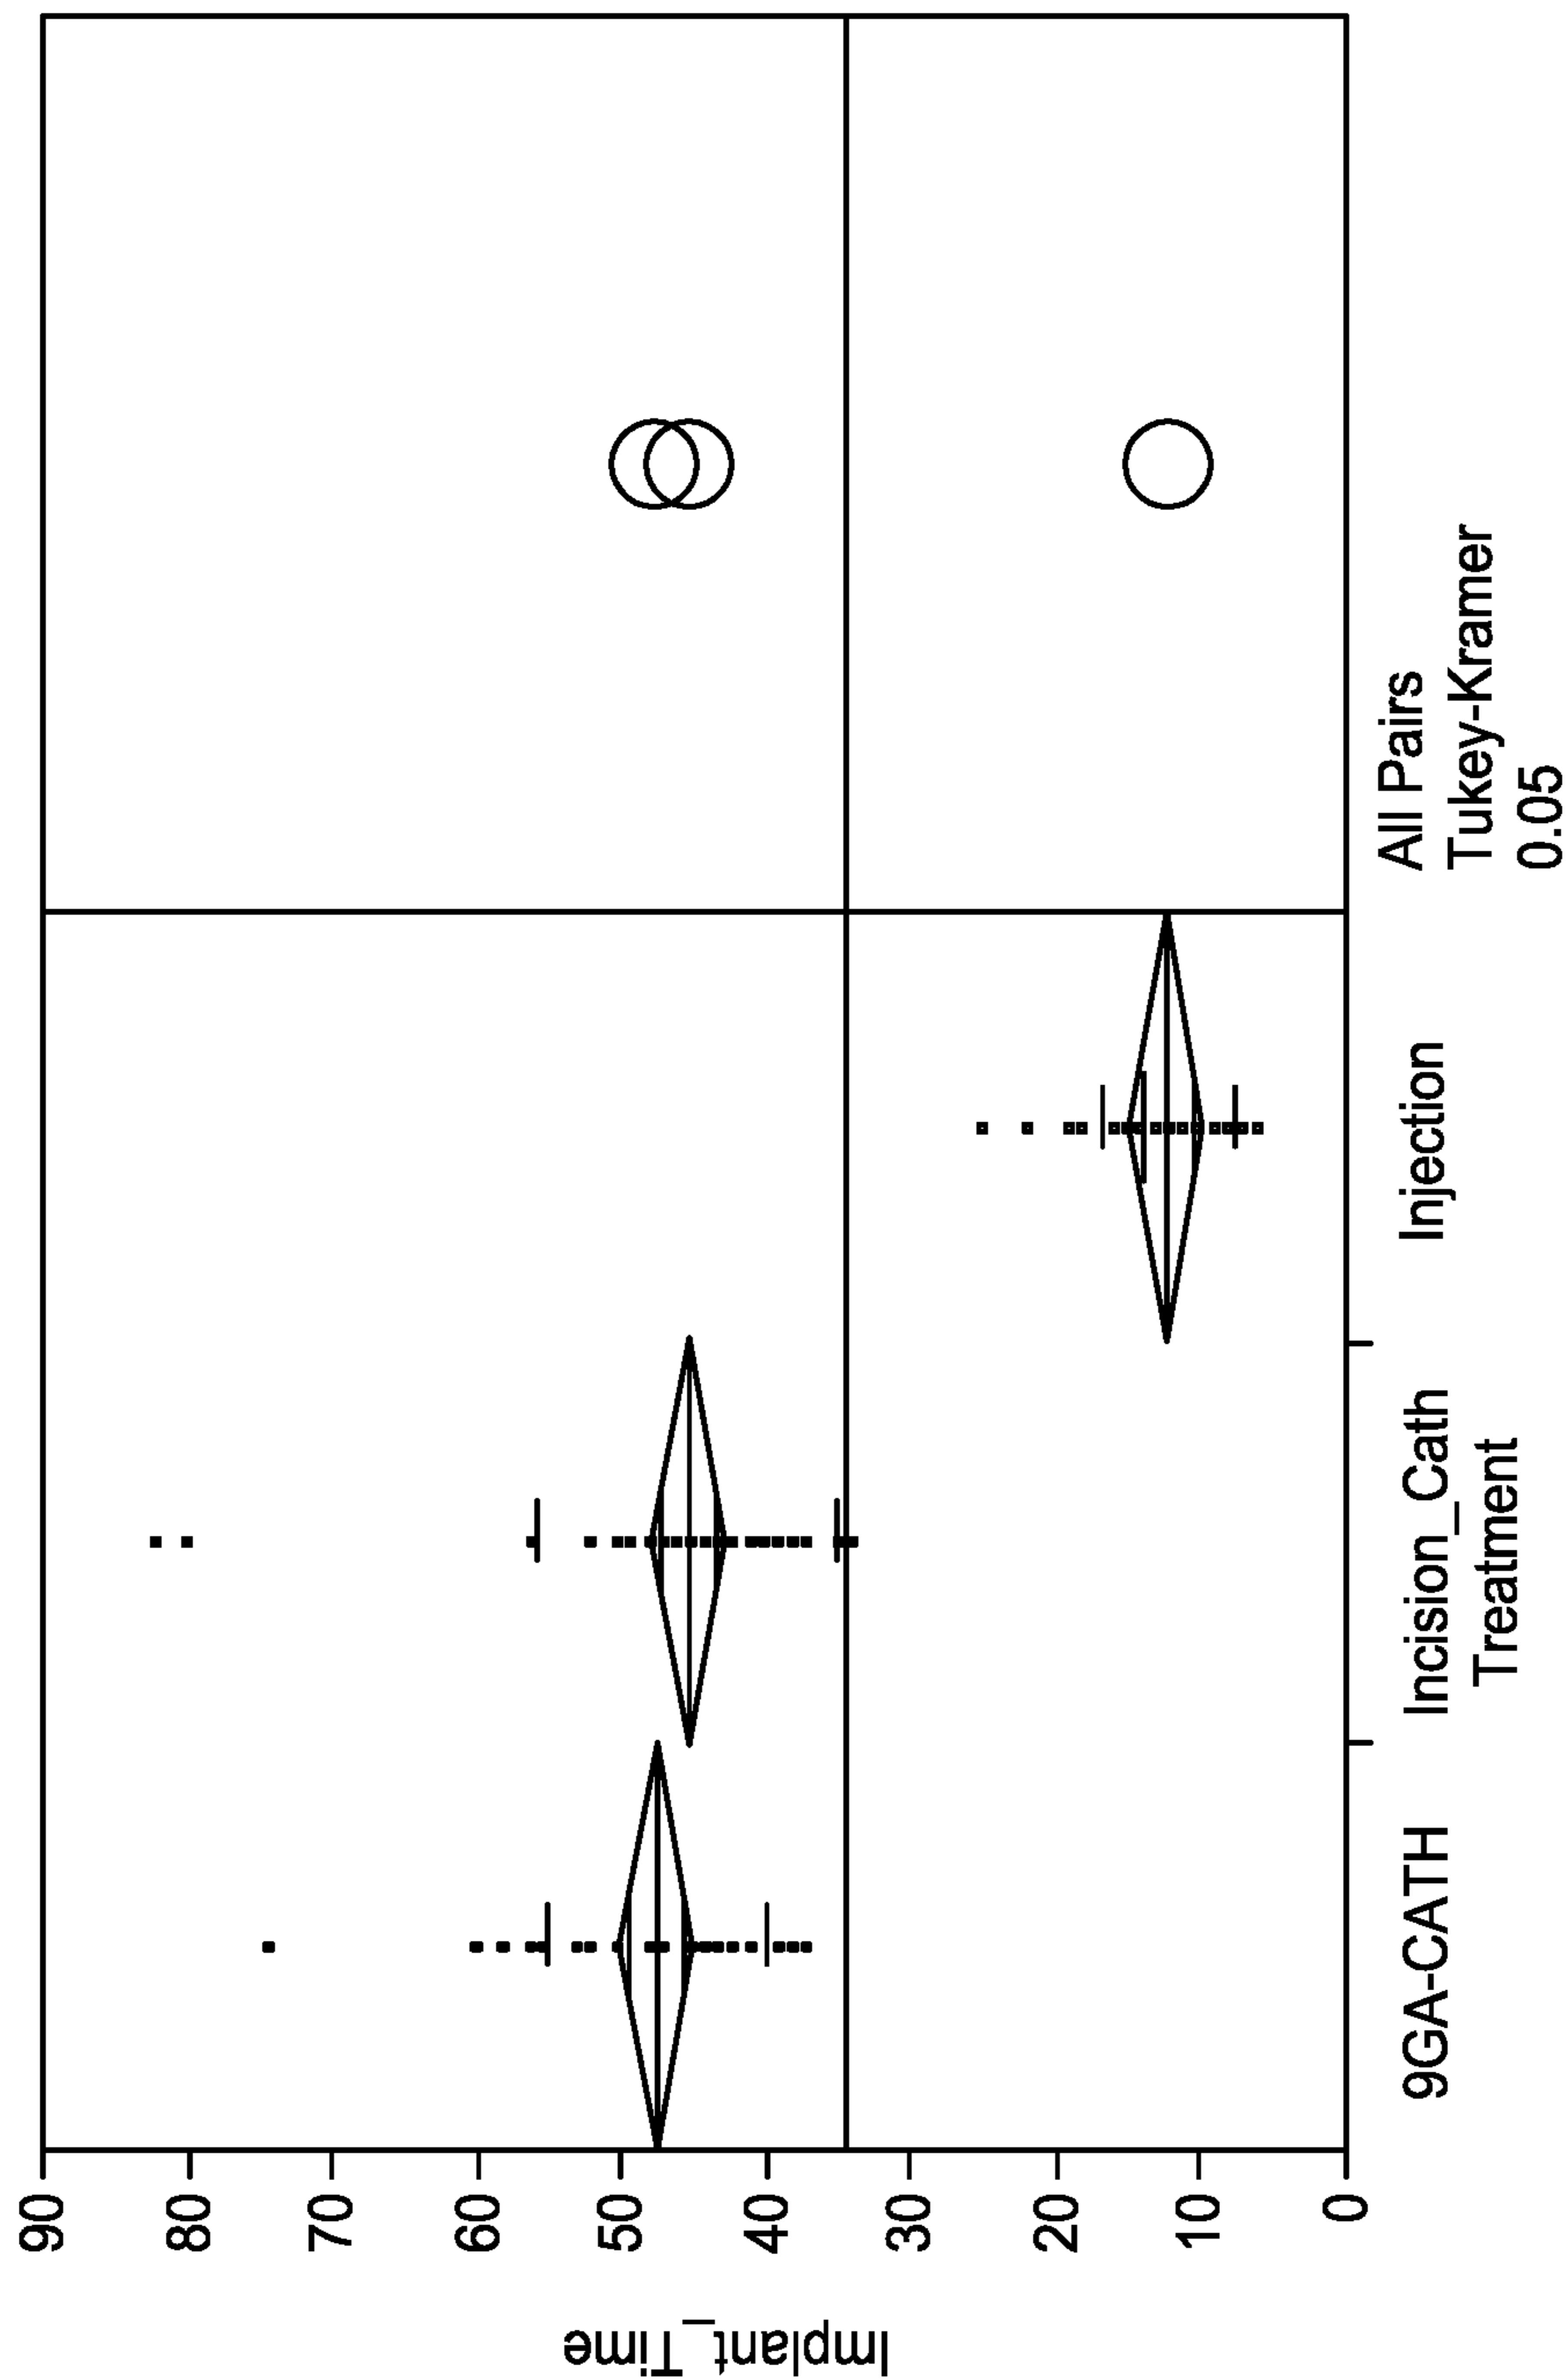 Implant_Time
90
80
70
60
50
40
30
20
10
0
9GA-CATH
Incision_Cath
Injection
Treatment
All Pairs
Tukey-Kramer
0.05